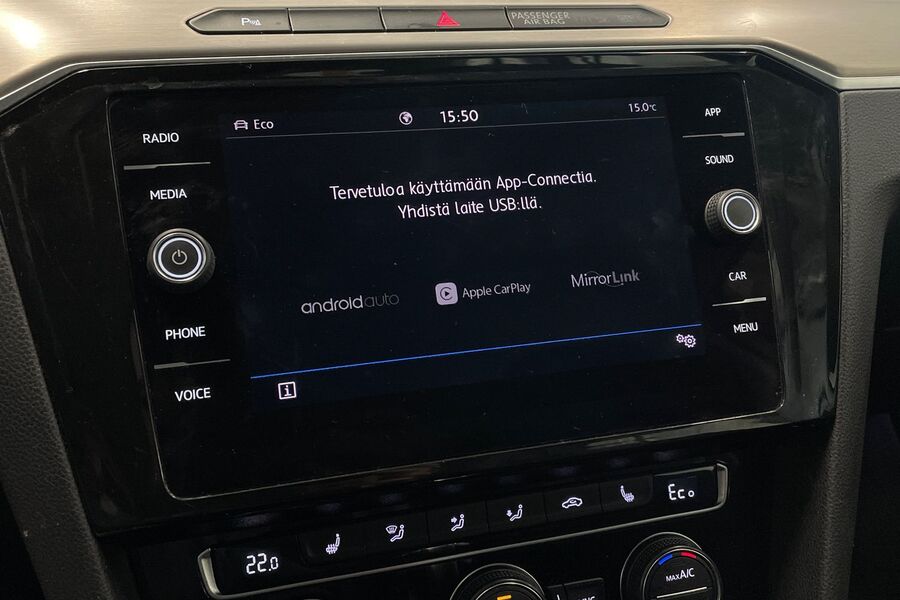 P
PASSENGER
AIR BAG
RADIO
MEDIA
PHONE
VOICE
Eco
15:50
15.0°C
Tervetuloa käyttämään App-Connectia.
Yhdistä laite USB:llä.
androidauto
Apple CarPlay
MirrorLink
i
APP
SOUND
CAR
MENU
22.0
Eco
MAX A/C